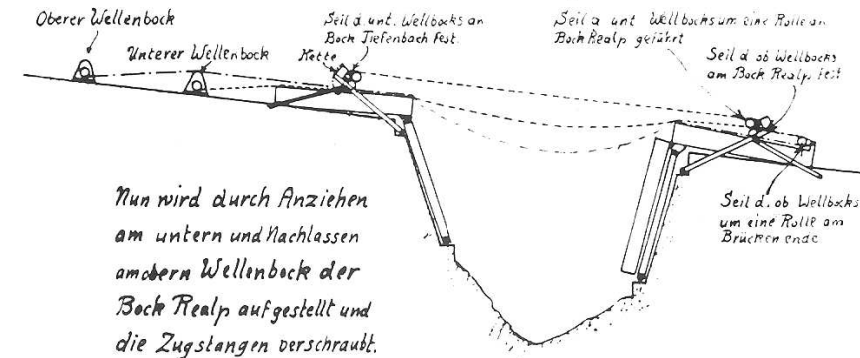 Oberer Wellenbock
Unterer Wellenbock
Kette
Seil d. unt. Wellbocks an
Bock Tiefenbach fest.
Seil a unt Wellbocks um eine Rolle an
Bock Realp geführt
Seil d ob Wellbocks
am Bock Realp fest
Seil d. ob Wellbocks
um eine Rolle am
Brückenende
Nun wird durch Anziehen
am untern und Nachlassen
am obern Wellenbock der
Bock Realp aufgestellt und
die Zugstangen verschraubt.